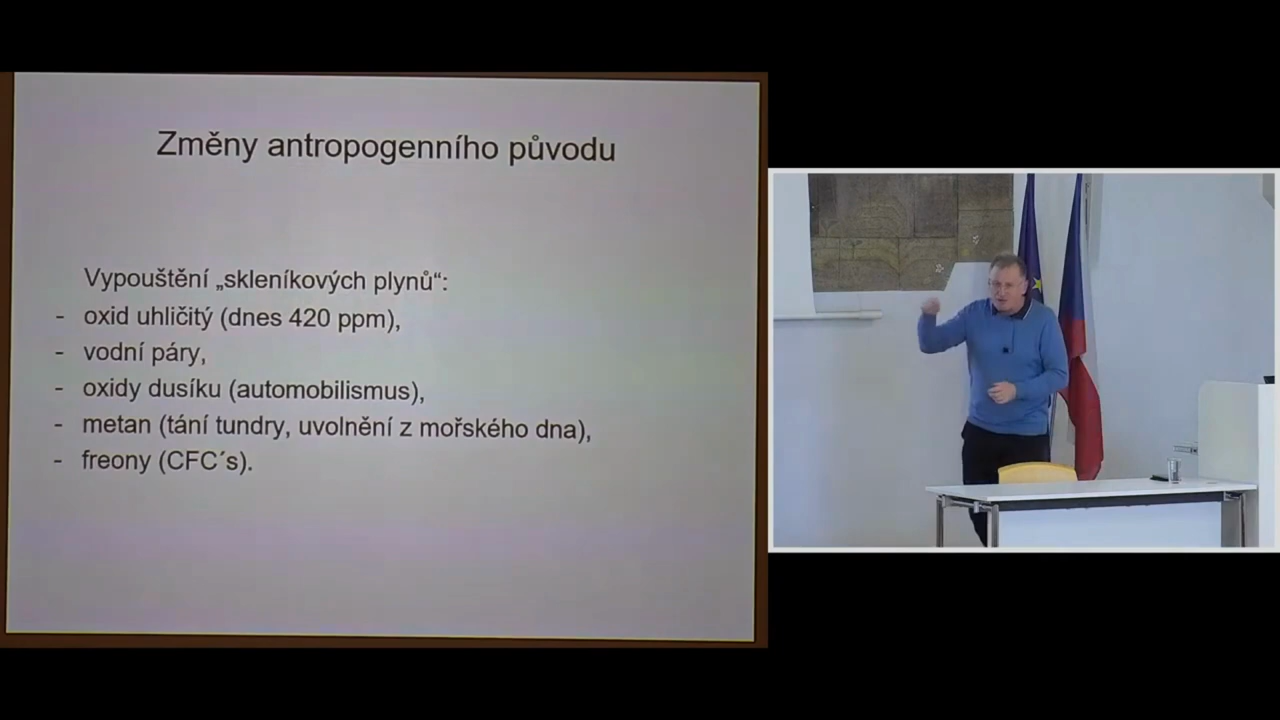 Změny antropogenního původu
Vypouštění „skleníkových plynů“:
- oxid uhličitý (dnes 420 ppm),
- vodní páry,
- oxidy dusíku (automobilismus),
- metan (tání tundry, uvolnění z mořského dna),
- freony (CFC´s).